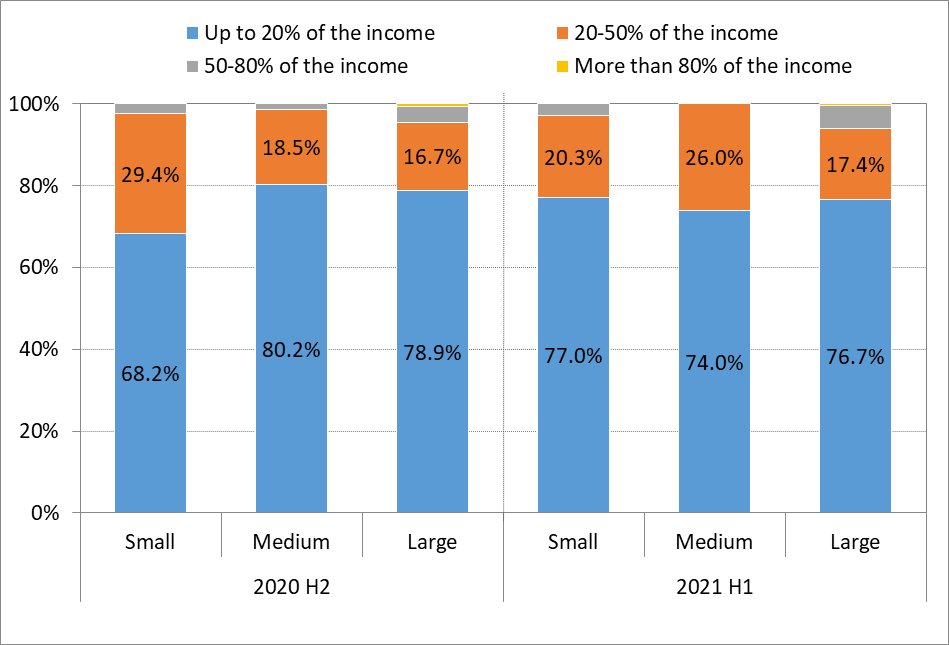 Up to 20% of the income 20-50% of the income
50-80% of the income More than 80% of the income
100%
29.4% 18.5% 16.7% 20.3% 26.0% 17.4%
80%
60%
40%
68.2% 80.2% 78.9% 77.0% 74.0% 76.7%
20%
0%
Small Medium Large Small Medium Large
2020 H2 2021 H1